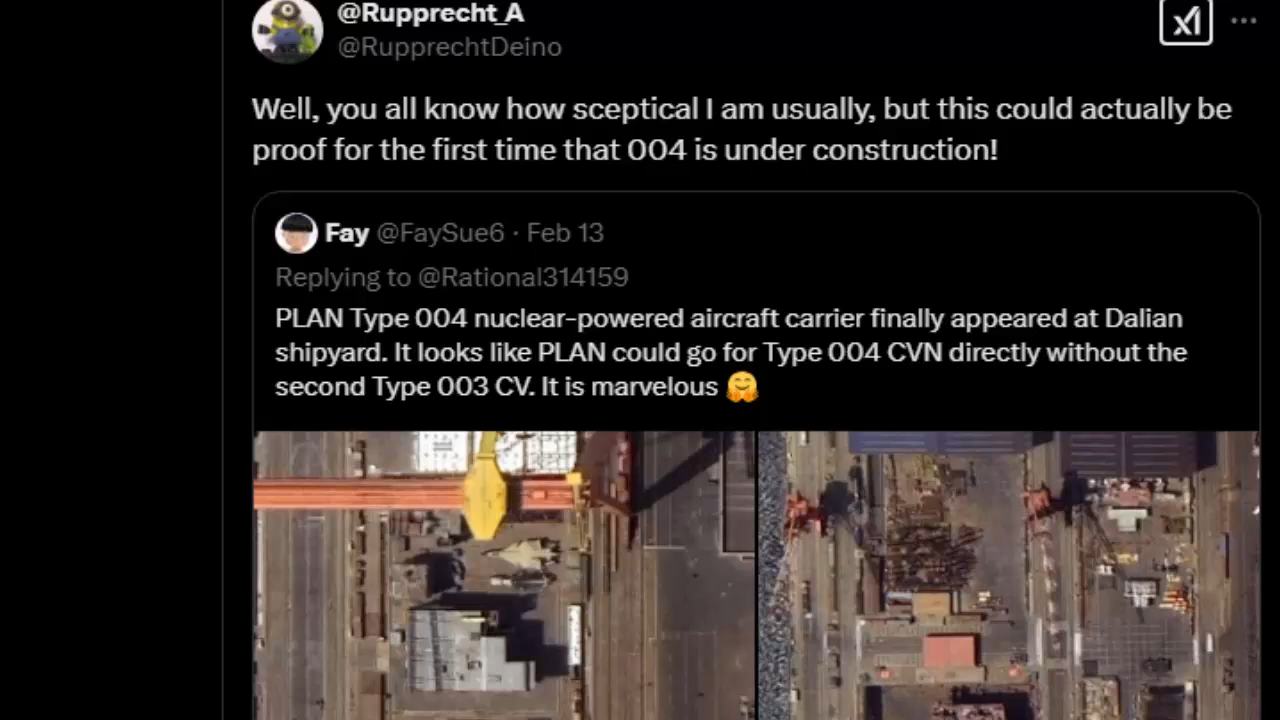 @Rupprecht_A
@RupprechtDeino
Well, you all know how sceptical I am usually, but this could actually be
proof for the first time that 004 is under construction!
Fay @FaySue6 · Feb 13
Replying to @Rational314159
PLAN Type 004 nuclear-powered aircraft carrier finally appeared at Dalian
shipyard. It looks like PLAN could go for Type 004 CVN directly without the
second Type 003 CV. It is marvelous 🤗